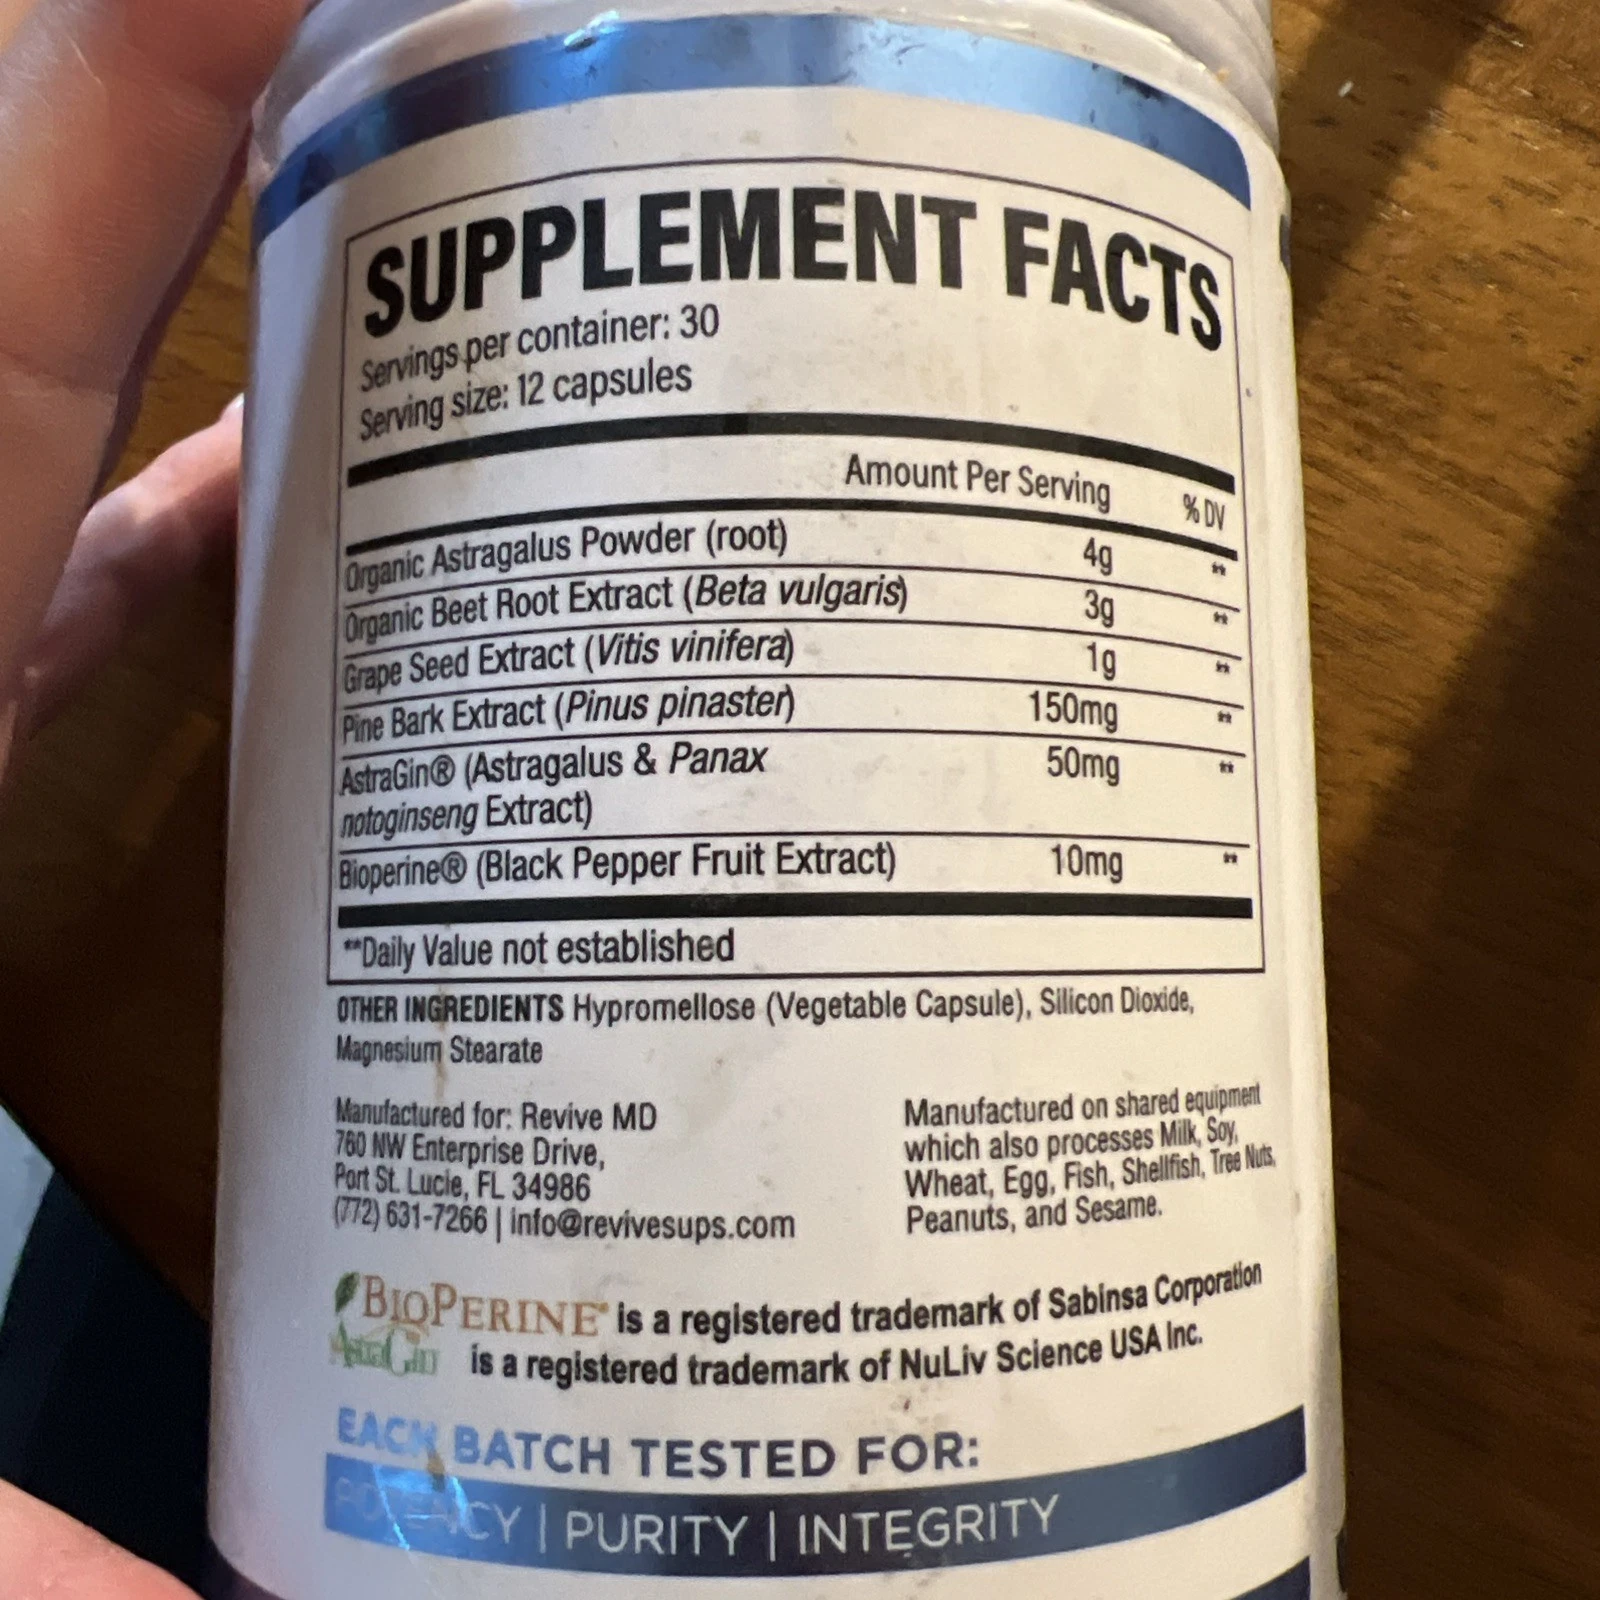 SUPPLEMENT FACTS
Servings per container: 30
Serving size: 12 capsules
Amount Per Serving % DV
Organic Astragalus Powder (root) 4g **
Organic Beet Root Extract (Beta vulgaris) 3g **
Grape Seed Extract (Vitis vinifera) 1g **
Pine Bark Extract (Pinus pinaster) 150mg **
AstraGin® (Astragalus & Panax 50mg **
notoginseng Extract)
Bioperine® (Black Pepper Fruit Extract) 10mg **
**Daily Value not established
OTHER INGREDIENTS Hypromellose (Vegetable Capsule), Silicon Dioxide,
Magnesium Stearate
Manufactured for: Revive MD
760 NW Enterprise Drive,
Port St. Lucie, FL 34986
(772) 631-7266 | info@revivesups.com
Manufactured on shared equipment
which also processes Milk, Soy,
Wheat, Egg, Fish, Shellfish, Tree Nuts,
Peanuts, and Sesame.
BIOPERINE® is a registered trademark of Sabinsa Corporation
AstraGin is a registered trademark of NuLiv Science USA Inc.
EACH BATCH TESTED FOR:
POTENCY | PURITY | INTEGRITY